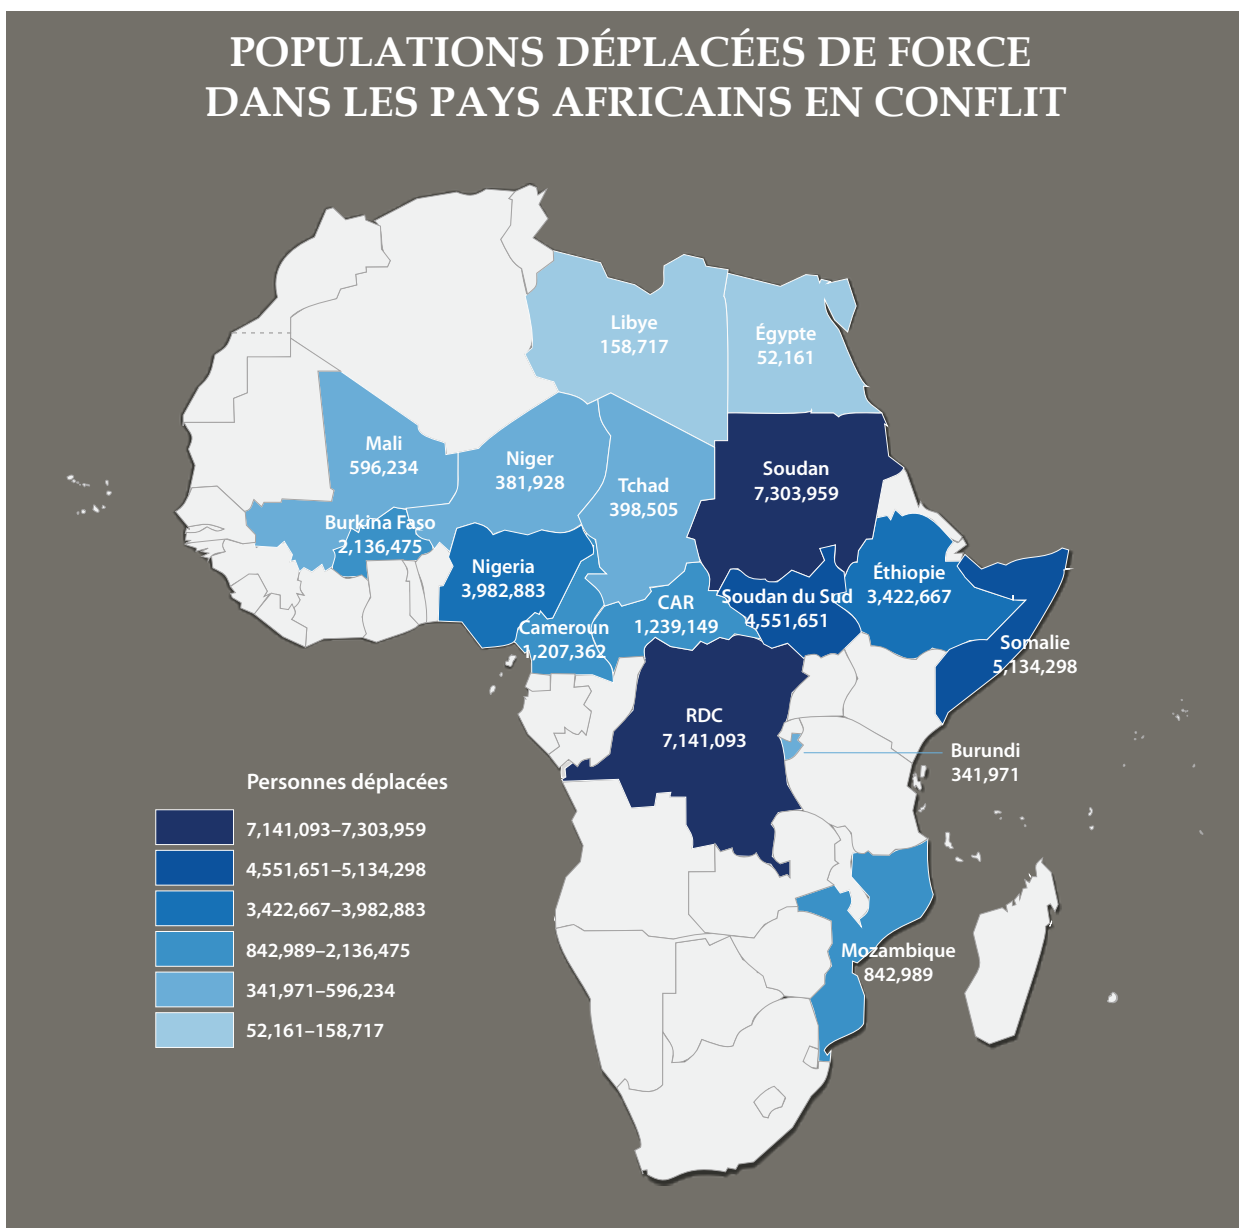 POPULATIONS DÉPLACÉES DE FORCE
DANS LES PAYS AFRICAINS EN CONFLIT
Libye
158,717
Égypte
52,161
Mali
596,234
Niger
381,928
Tchad
398,505
Soudan
7,303,959
Burkina Faso
2,136,475
Nigeria
3,982,883
Éthiopie
3,422,667
CAR
1,239,149
Soudan du Sud
4,551,651
Cameroun
1,207,362
Somalie
5,134,298
RDC
7,141,093
Burundi
341,971
Mozambique
842,989
Personnes déplacées
7,141,093–7,303,959
4,551,651–5,134,298
3,422,667–3,982,883
842,989–2,136,475
341,971–596,234
52,161–158,717